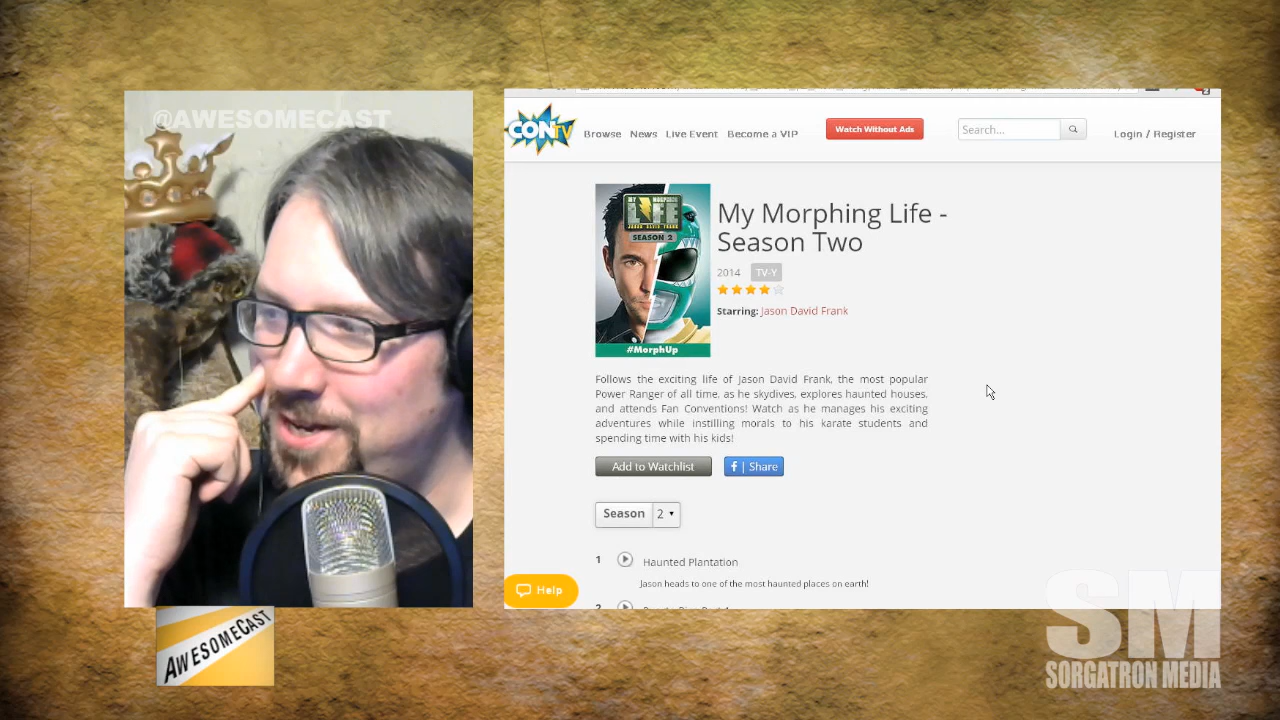 @AWESOMECAST
CONTV
Browse News Live Event Become a VIP
Watch Without Ads
Search...
Login / Register
MY MORPHING
LIFE
JASON DAVID FRANK
SEASON 2
#MorphUp
My Morphing Life -
Season Two
2014 TV-Y
Starring: Jason David Frank
Follows the exciting life of Jason David Frank, the most popular
Power Ranger of all time, as he skydives, explores haunted houses,
and attends Fan Conventions! Watch as he manages his exciting
adventures while instilling morals to his karate students and
spending time with his kids!
Add to Watchlist
f | Share
Season 2
1 Haunted Plantation
Jason heads to one of the most haunted places on earth!
2
Help
AWESOMECAST
SM
SORGATRON MEDIA